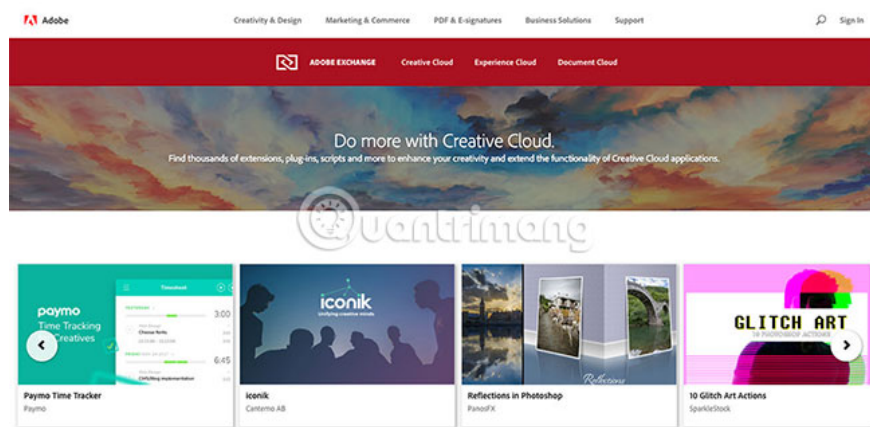 Adobe
Creativity & Design Marketing & Commerce PDF & E-signatures Business Solutions Support
Sign In
ADOBE EXCHANGE Creative Cloud Experience Cloud Document Cloud
Do more with Creative Cloud.
Find thousands of extensions, plug-ins, scripts and more to enhance your creativity and extend the functionality of Creative Cloud applications.
Quantrimang
paymo
Time Tracking
Creatives
Timesheet
3:00
6:45
iconik
Unifying creative minds
Reflections
GLITCH ART
10 PHOTOSHOP ACTIONS
Paymo Time Tracker
Paymo
iconik
Cantemo AB
Reflections in Photoshop
PanosFX
10 Glitch Art Actions
SparkleStock